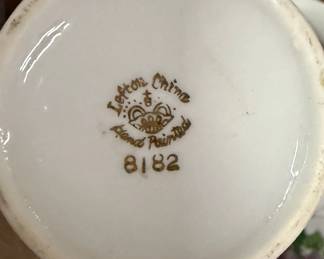 Lefton China
Hand Painted
8182